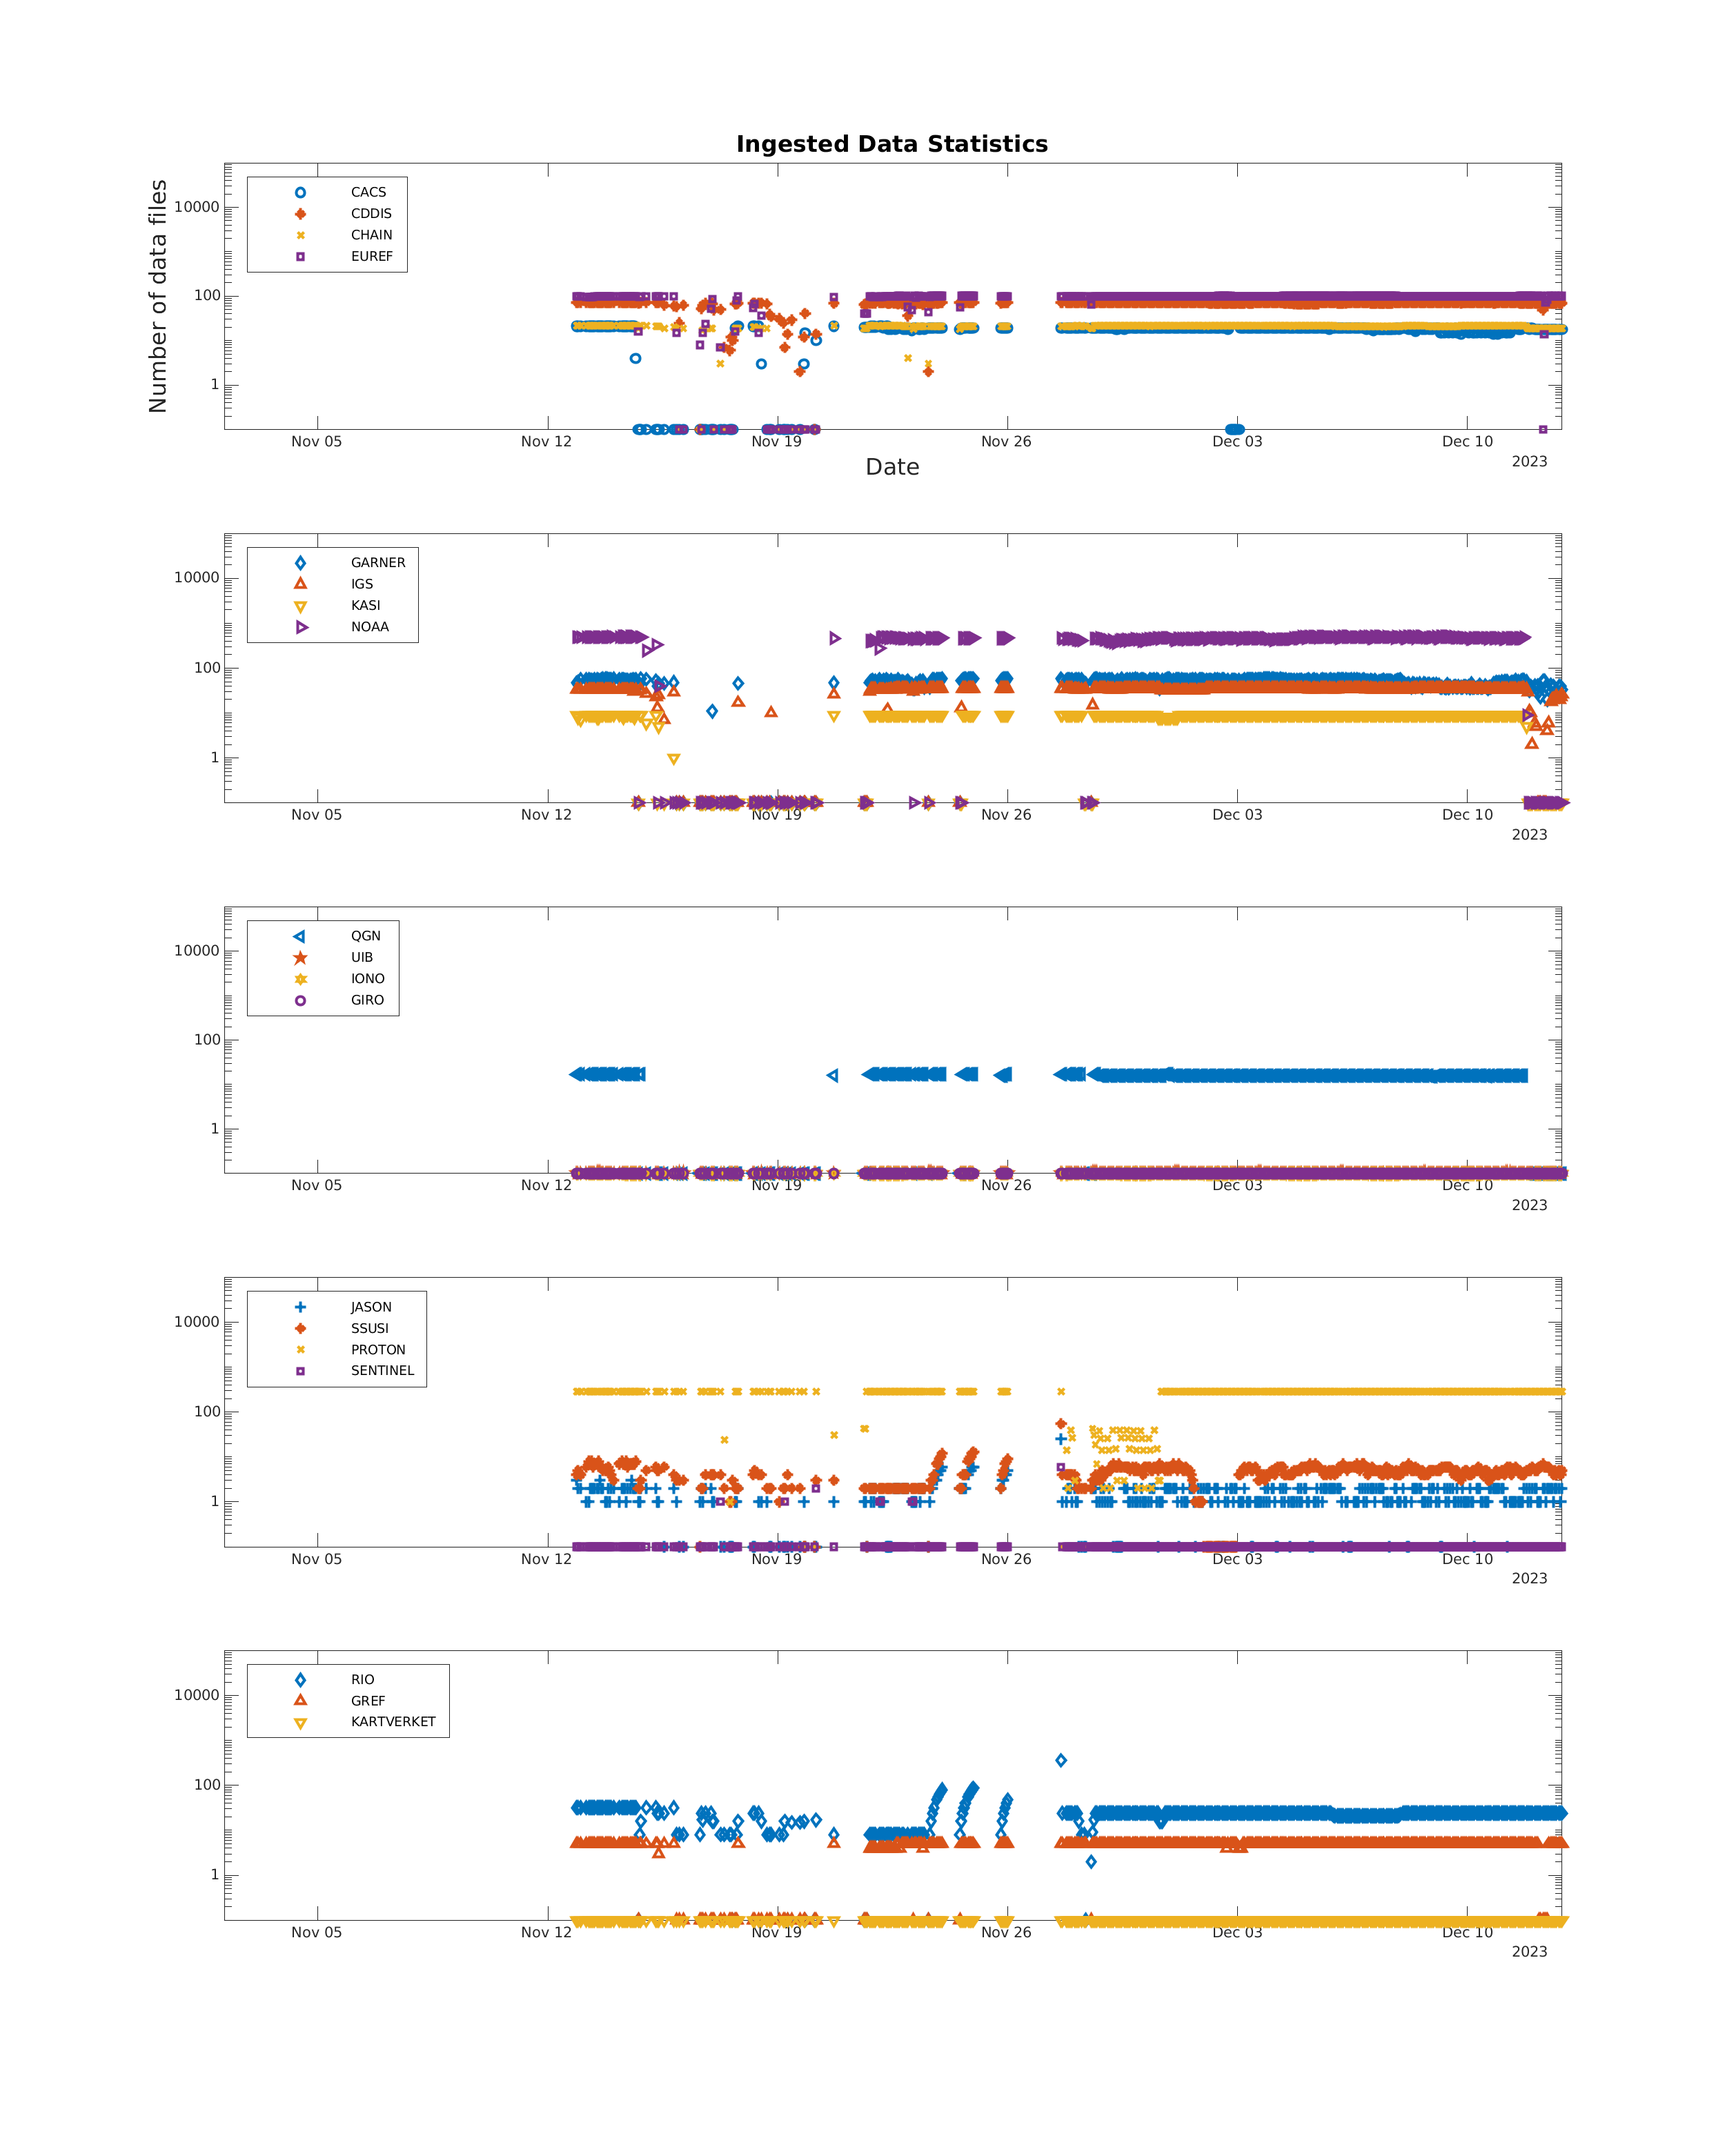 Ingested Data Statistics
Number of data files
10000
100
1
CACS
CDDIS
CHAIN
EUREF
Nov 05 Nov 12 Nov 19 Nov 26 Dec 03 Dec 10
2023
Date
10000
100
1
GARNER
IGS
KASI
NOAA
Nov 05 Nov 12 Nov 19 Nov 26 Dec 03 Dec 10
2023
10000
100
1
QGN
UIB
IONO
GIRO
Nov 05 Nov 12 Nov 19 Nov 26 Dec 03 Dec 10
2023
10000
100
1
JASON
SSUSI
PROTON
SENTINEL
Nov 05 Nov 12 Nov 19 Nov 26 Dec 03 Dec 10
2023
10000
100
1
RIO
GREF
KARTVERKET
Nov 05 Nov 12 Nov 19 Nov 26 Dec 03 Dec 10
2023